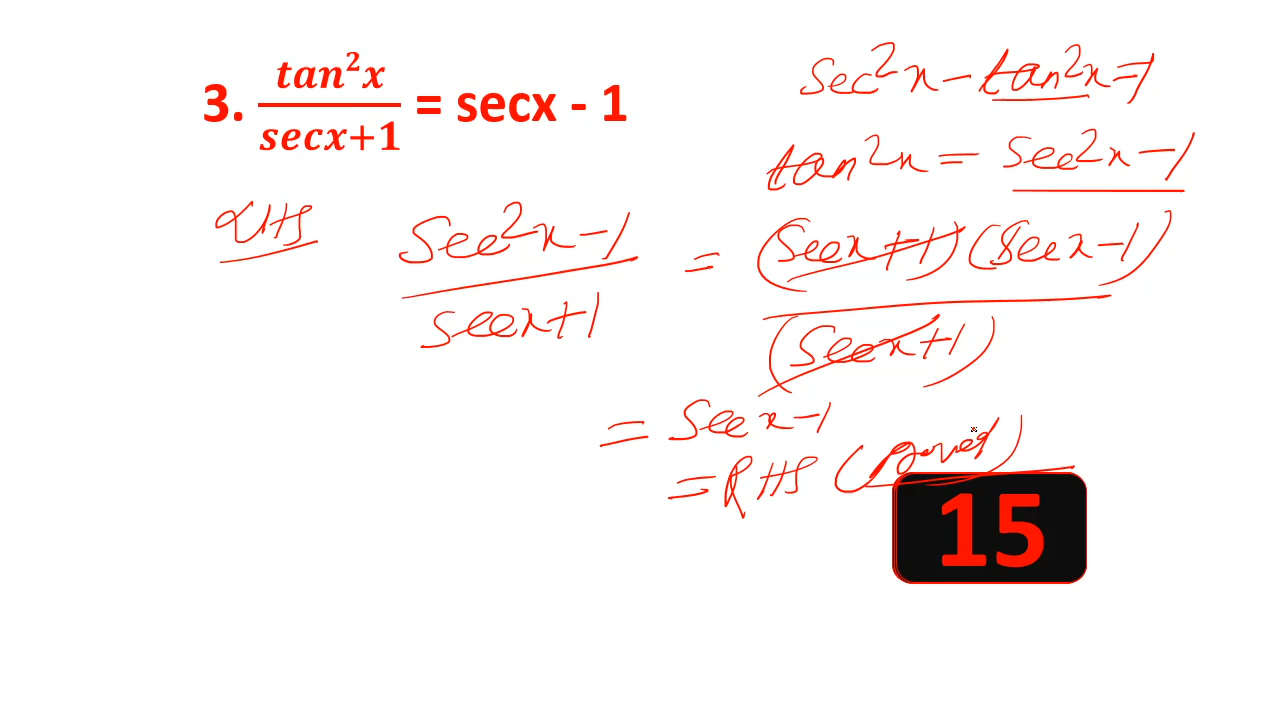 3. tan²x / secx+1 = secx - 1
sec²x - tan²x = 1
tan²x = sec²x - 1
LHS
sec²x - 1 / secx+1 = (secx+1)(secx-1) / (secx+1)
= secx-1
= RHS (proved)
15